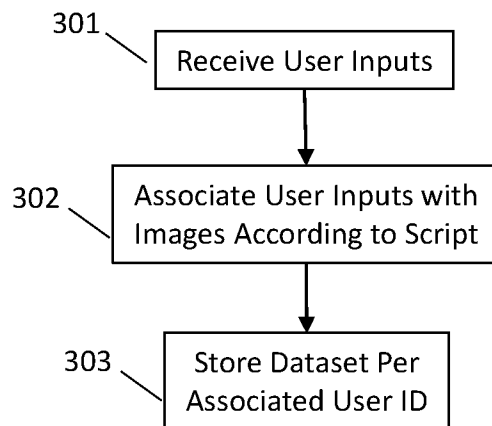 301
Receive User Inputs
302
Associate User Inputs with
Images According to Script
303
Store Dataset Per
Associated User ID